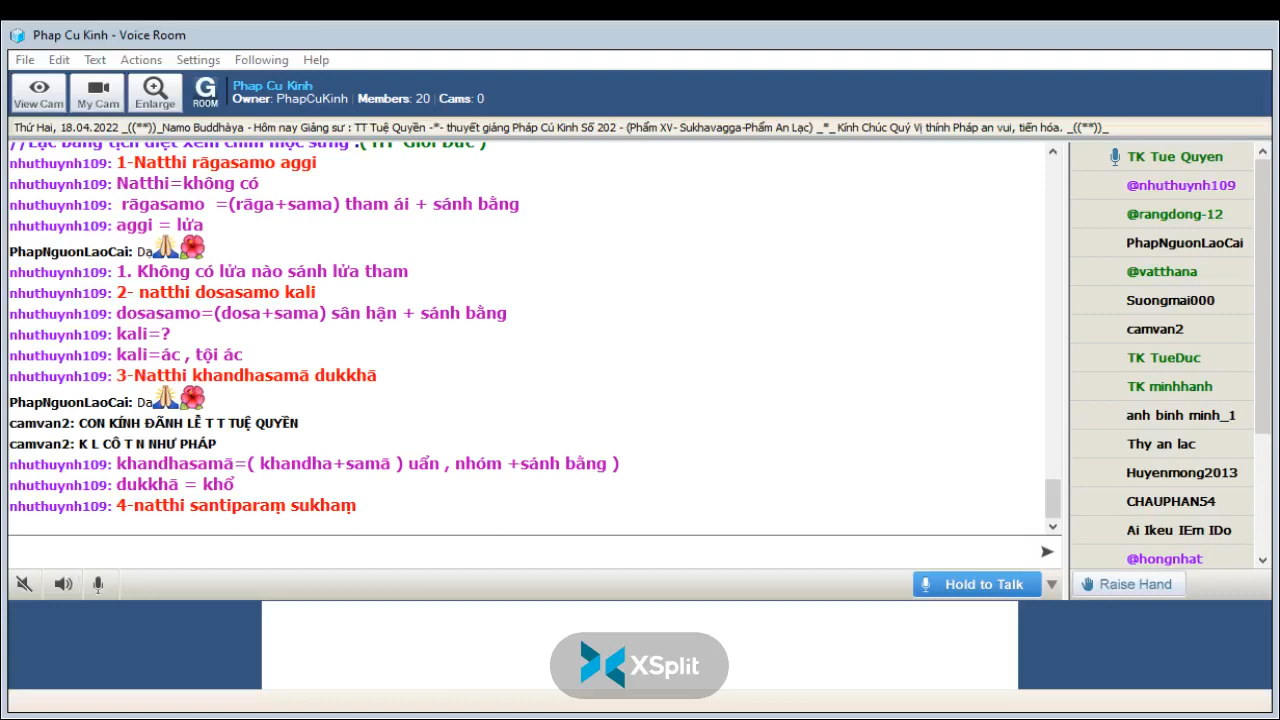 Phap Cu Kinh - Voice Room
File Edit Text Actions Settings Following Help
View Cam My Cam Enlarge G ROOM
Phap Cu Kinh
Owner: PhapCuKinh Members: 20 Cams: 0
Thứ Hai, 18.04.2022 _((**))_Namo Buddhàya - Hôm nay Giảng sư : TT Tuệ Quyền -*- thuyết giảng Pháp Cú Kinh Số 202 - (Phẩm XV- Sukhavagga-Phẩm An Lạc) _*_ Kính Chúc Quý Vị thính Pháp an vui, tiến hóa. _((**))_
nhuthuynh109: 1-Natthi rāgasamo aggi
nhuthuynh109: Natthi=không có
nhuthuynh109: rāgasamo =(rāga+sama) tham ái + sánh bằng
nhuthuynh109: aggi = lửa
PhapNguonLaoCai: Dạ
nhuthuynh109: 1. Không có lửa nào sánh lửa tham
nhuthuynh109: 2- natthi dosasamo kali
nhuthuynh109: dosasamo=(dosa+sama) sân hận + sánh bằng
nhuthuynh109: kali=?
nhuthuynh109: kali=ác , tội ác
nhuthuynh109: 3-Natthi khandhasamā dukkhā
PhapNguonLaoCai: Dạ
camvan2: CON KÍNH ĐÃNH LỄ T T TUỆ QUYỀN
camvan2: K L CÔ T N NHƯ PHÁP
nhuthuynh109: khandhasamā=( khandha+samā ) uẩn , nhóm +sánh bằng )
nhuthuynh109: dukkhā = khổ
nhuthuynh109: 4-natthi santiparaṃ sukhaṃ
TK Tue Quyen
@nhuthuynh109
@rangdong-12
PhapNguonLaoCai
@vatthana
Suongmai000
camvan2
TK TueDuc
TK minhhanh
anh binh minh_1
Thy an lac
Huyenmong2013
CHAUPHAN54
Ai Ikeu IEm IDo
@hongnhat
Hold to Talk
Raise Hand
XSplit